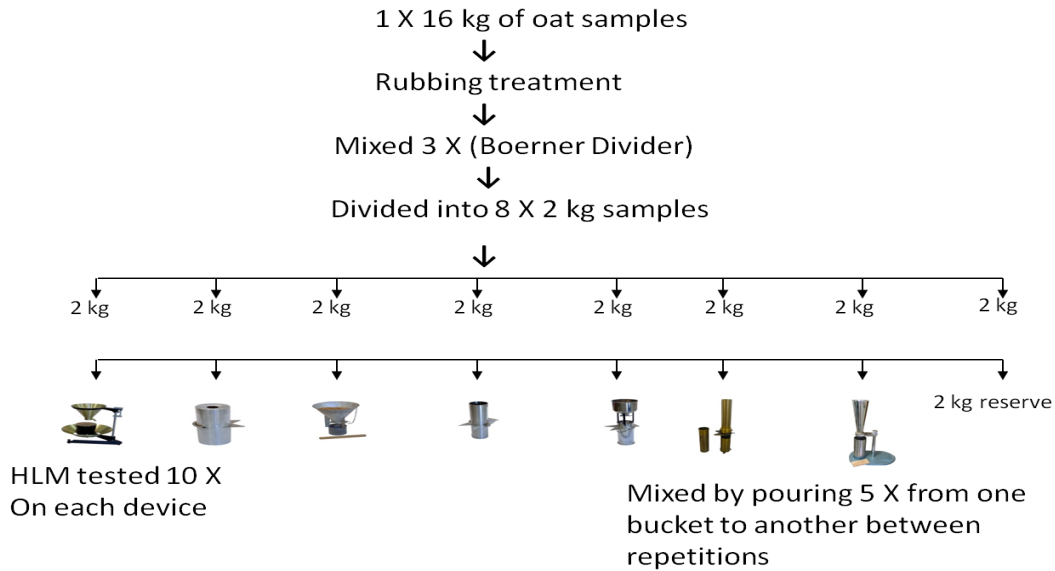 1 X 16 kg of oat samples
Rubbing treatment
Mixed 3 X (Boerner Divider)
Divided into 8 X 2 kg samples
2 kg
2 kg
2 kg
2 kg
2 kg
2 kg
2 kg
2 kg
2 kg reserve
HLM tested 10 X
On each device
Mixed by pouring 5 X from one
bucket to another between
repetitions